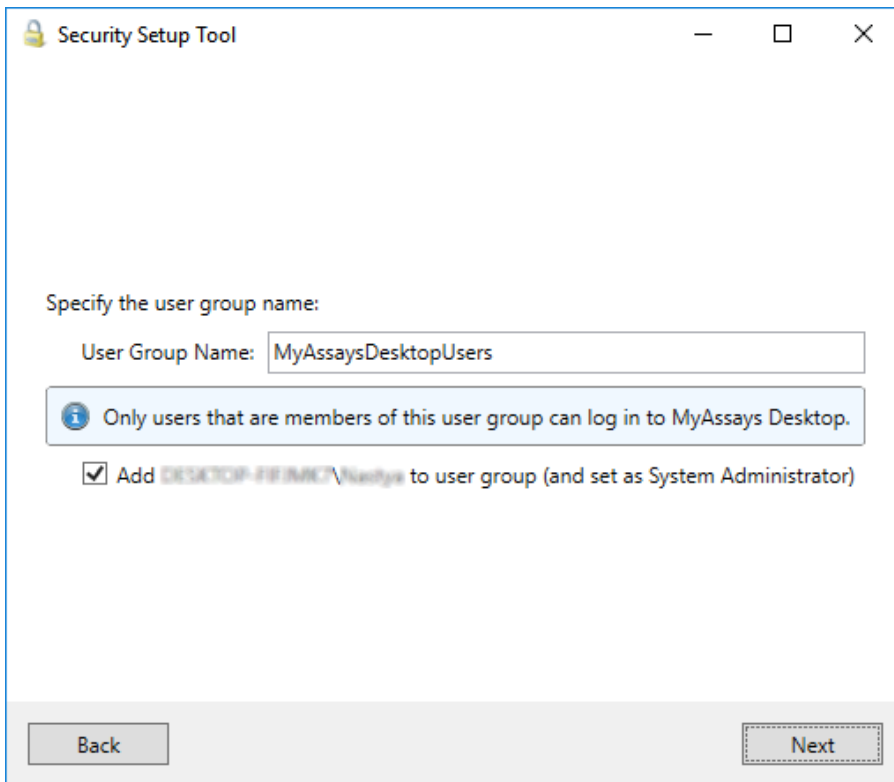 Security Setup Tool
Specify the user group name:
User Group Name: MyAssaysDesktopUsers
Only users that are members of this user group can log in to MyAssays Desktop.
Add \ to user group (and set as System Administrator)
Back Next